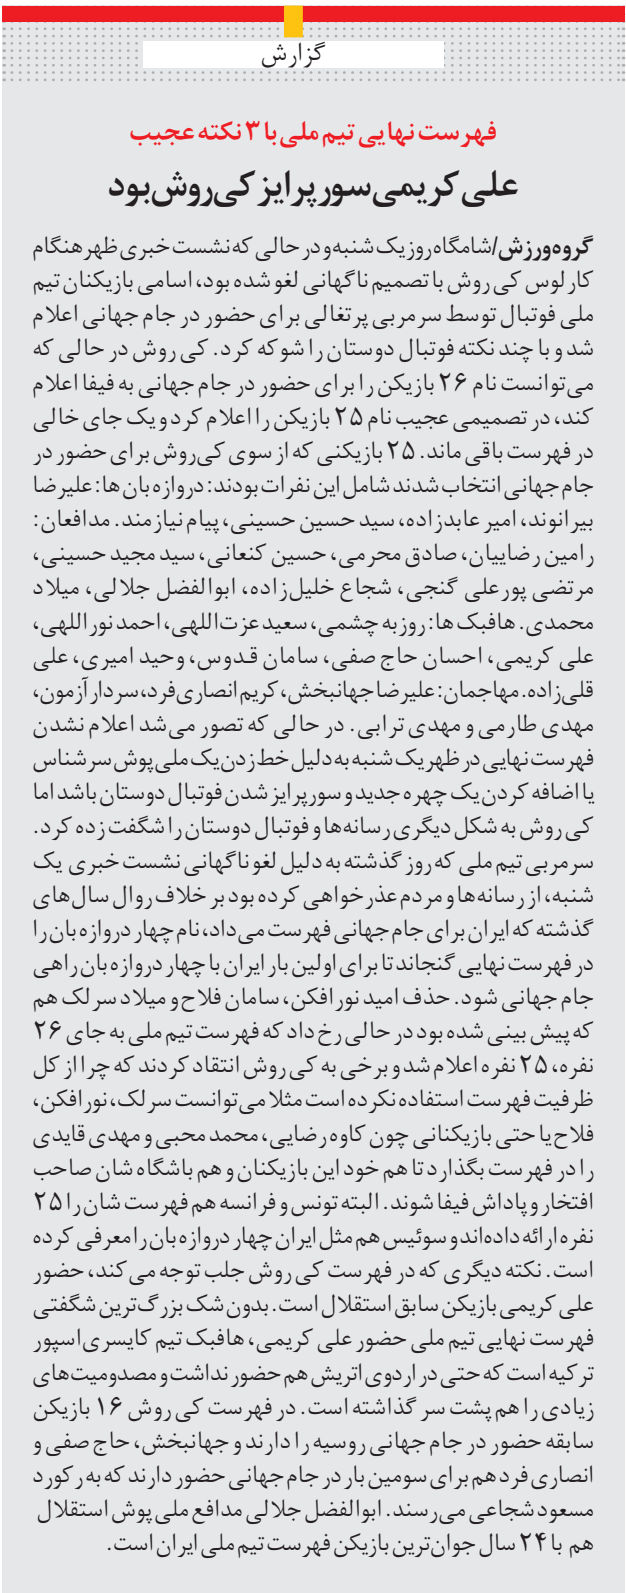 گزارش
فهرست نهایی تیم ملی با ۳ نکته عجیب
علی کریمی سورپرایز کی‌روش بود
گروه ورزش/ شامگاه روز یک شنبه و در حالی که نشست خبری ظهر هنگام
کارلوس کی روش با تصمیم ناگهانی لغو شده بود، اسامی بازیکنان تیم
ملی فوتبال توسط سرمربی پرتغالی برای حضور در جام جهانی اعلام
شد و با چند نکته فوتبال دوستان را شوکه کرد. کی روش در حالی که
می‌توانست نام ۲۶ بازیکن را برای حضور در جام جهانی به فیفا اعلام
کند، در تصمیمی عجیب نام ۲۵ بازیکن را اعلام کرد و یک جای خالی
در فهرست باقی ماند. ۲۵ بازیکنی که از سوی کی‌روش برای حضور در
جام جهانی انتخاب شدند شامل این نفرات بودند: دروازه بان ها: علیرضا
بیرانوند، امیر عابدزاده، سید حسین حسینی، پیام نیازمند. مدافعان:
رامین رضاییان، صادق محرمی، حسین کنعانی، سید مجید حسینی،
مرتضی پورعلی گنجی، شجاع خلیل‌زاده، ابوالفضل جلالی، میلاد
محمدی. هافبک ها: روزبه چشمی، سعید عزت‌اللهی، احمد نوراللهی،
علی کریمی، احسان حاج صفی، سامان قدوس، وحید امیری، علی
قلی‌زاده. مهاجمان: علیرضا جهانبخش، کریم انصاری‌فرد، سردار آزمون،
مهدی طارمی و مهدی ترابی. در حالی که تصور می‌شد اعلام نشدن
فهرست نهایی در ظهر یک شنبه به دلیل خط زدن یک ملی پوش سرشناس
یا اضافه کردن یک چهره جدید و سورپرایز شدن فوتبال دوستان باشد اما
کی روش به شکل دیگری رسانه‌ها و فوتبال دوستان را شگفت زده کرد.
سرمربی تیم ملی که روز گذشته به دلیل لغو ناگهانی نشست خبری یک
شنبه، از رسانه‌ها و مردم عذرخواهی کرده بود بر خلاف روال سال‌های
گذشته که ایران برای جام جهانی فهرست می‌داد، نام چهار دروازه بان را
در فهرست نهایی گنجاند تا برای اولین بار ایران با چهار دروازه بان راهی
جام جهانی شود. حذف امید نورافکن، سامان فلاح و میلاد سرلک هم
که پیش بینی شده بود در حالی رخ داد که فهرست تیم ملی به جای ۲۶
نفره، ۲۵ نفره اعلام شد و برخی به کی روش انتقاد کردند که چرا از کل
ظرفیت فهرست استفاده نکرده است مثلا می‌توانست سرلک، نورافکن،
فلاح یا حتی بازیکنانی چون کاوه رضایی، محمد محبی و مهدی قایدی
را در فهرست بگذارد تا هم خود این بازیکنان و هم باشگاه شان صاحب
افتخار و پاداش فیفا شوند. البته تونس و فرانسه هم فهرست شان را ۲۵
نفره ارائه داده‌اند و سوئیس هم مثل ایران چهار دروازه بان را معرفی کرده
است. نکته دیگری که در فهرست کی روش جلب توجه می کند، حضور
علی کریمی بازیکن سابق استقلال است. بدون شک بزرگ‌ترین شگفتی
فهرست نهایی تیم ملی حضور علی کریمی، هافبک تیم کایسری اسپور
ترکیه است که حتی در اردوی اتریش هم حضور نداشت و مصدومیت‌های
زیادی را هم پشت سر گذاشته است. در فهرست کی روش ۱۶ بازیکن
سابقه حضور در جام جهانی روسیه را دارند و جهانبخش، حاج صفی و
انصاری فرد هم برای سومین بار در جام جهانی حضور دارند که به رکورد
مسعود شجاعی می‌رسند. ابوالفضل جلالی مدافع ملی پوش استقلال
هم با ۲۴ سال جوان‌ترین بازیکن فهرست تیم ملی ایران است.